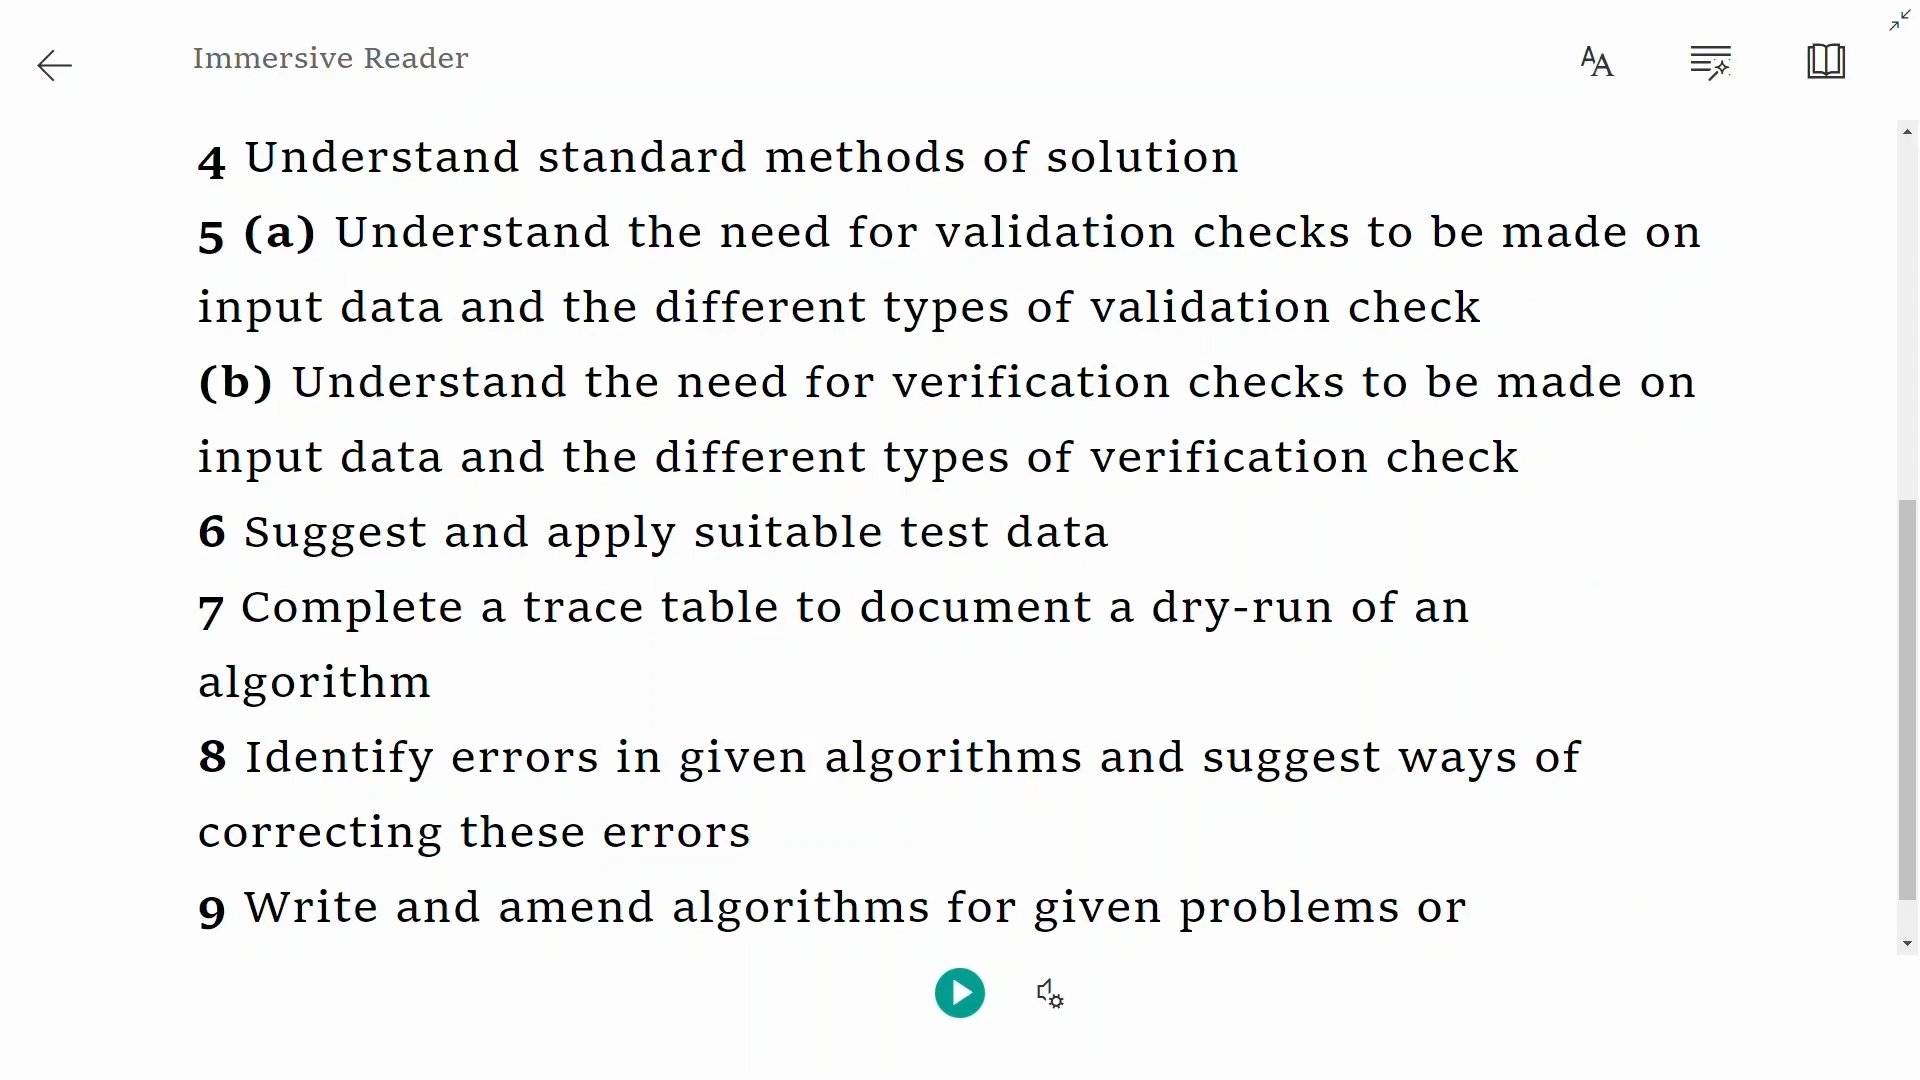 Immersive Reader
4 Understand standard methods of solution
5 (a) Understand the need for validation checks to be made on
input data and the different types of validation check
(b) Understand the need for verification checks to be made on
input data and the different types of verification check
6 Suggest and apply suitable test data
7 Complete a trace table to document a dry-run of an
algorithm
8 Identify errors in given algorithms and suggest ways of
correcting these errors
9 Write and amend algorithms for given problems or